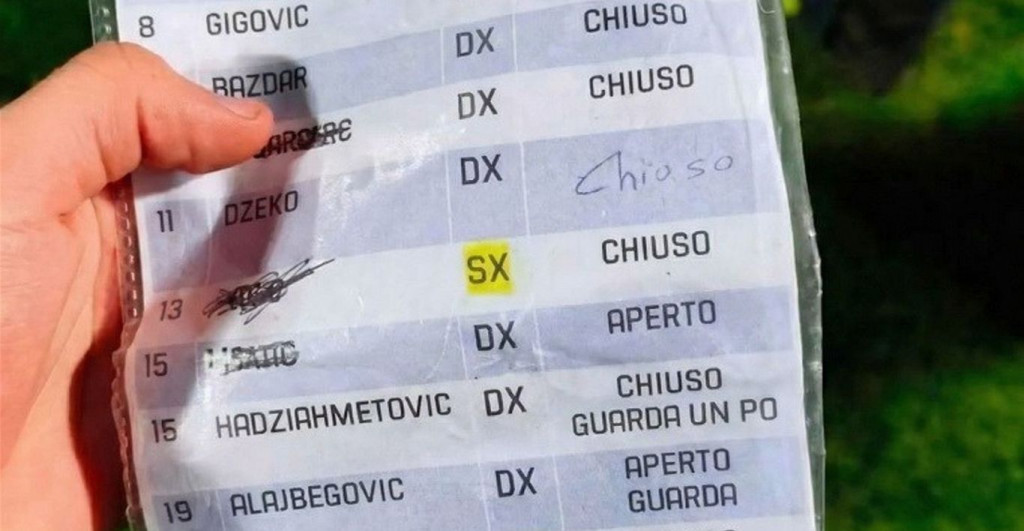 8 GIGOVIC DX CHIUSO
BAZDAR DX CHIUSO
11 DZEKO DX Chiuso
13 SX CHIUSO
15 DX APERTO
15 HADZIAHMETOVIC DX CHIUSO
GUARDA UN PO
19 ALAJBEGOVIC DX APERTO
GUARDA